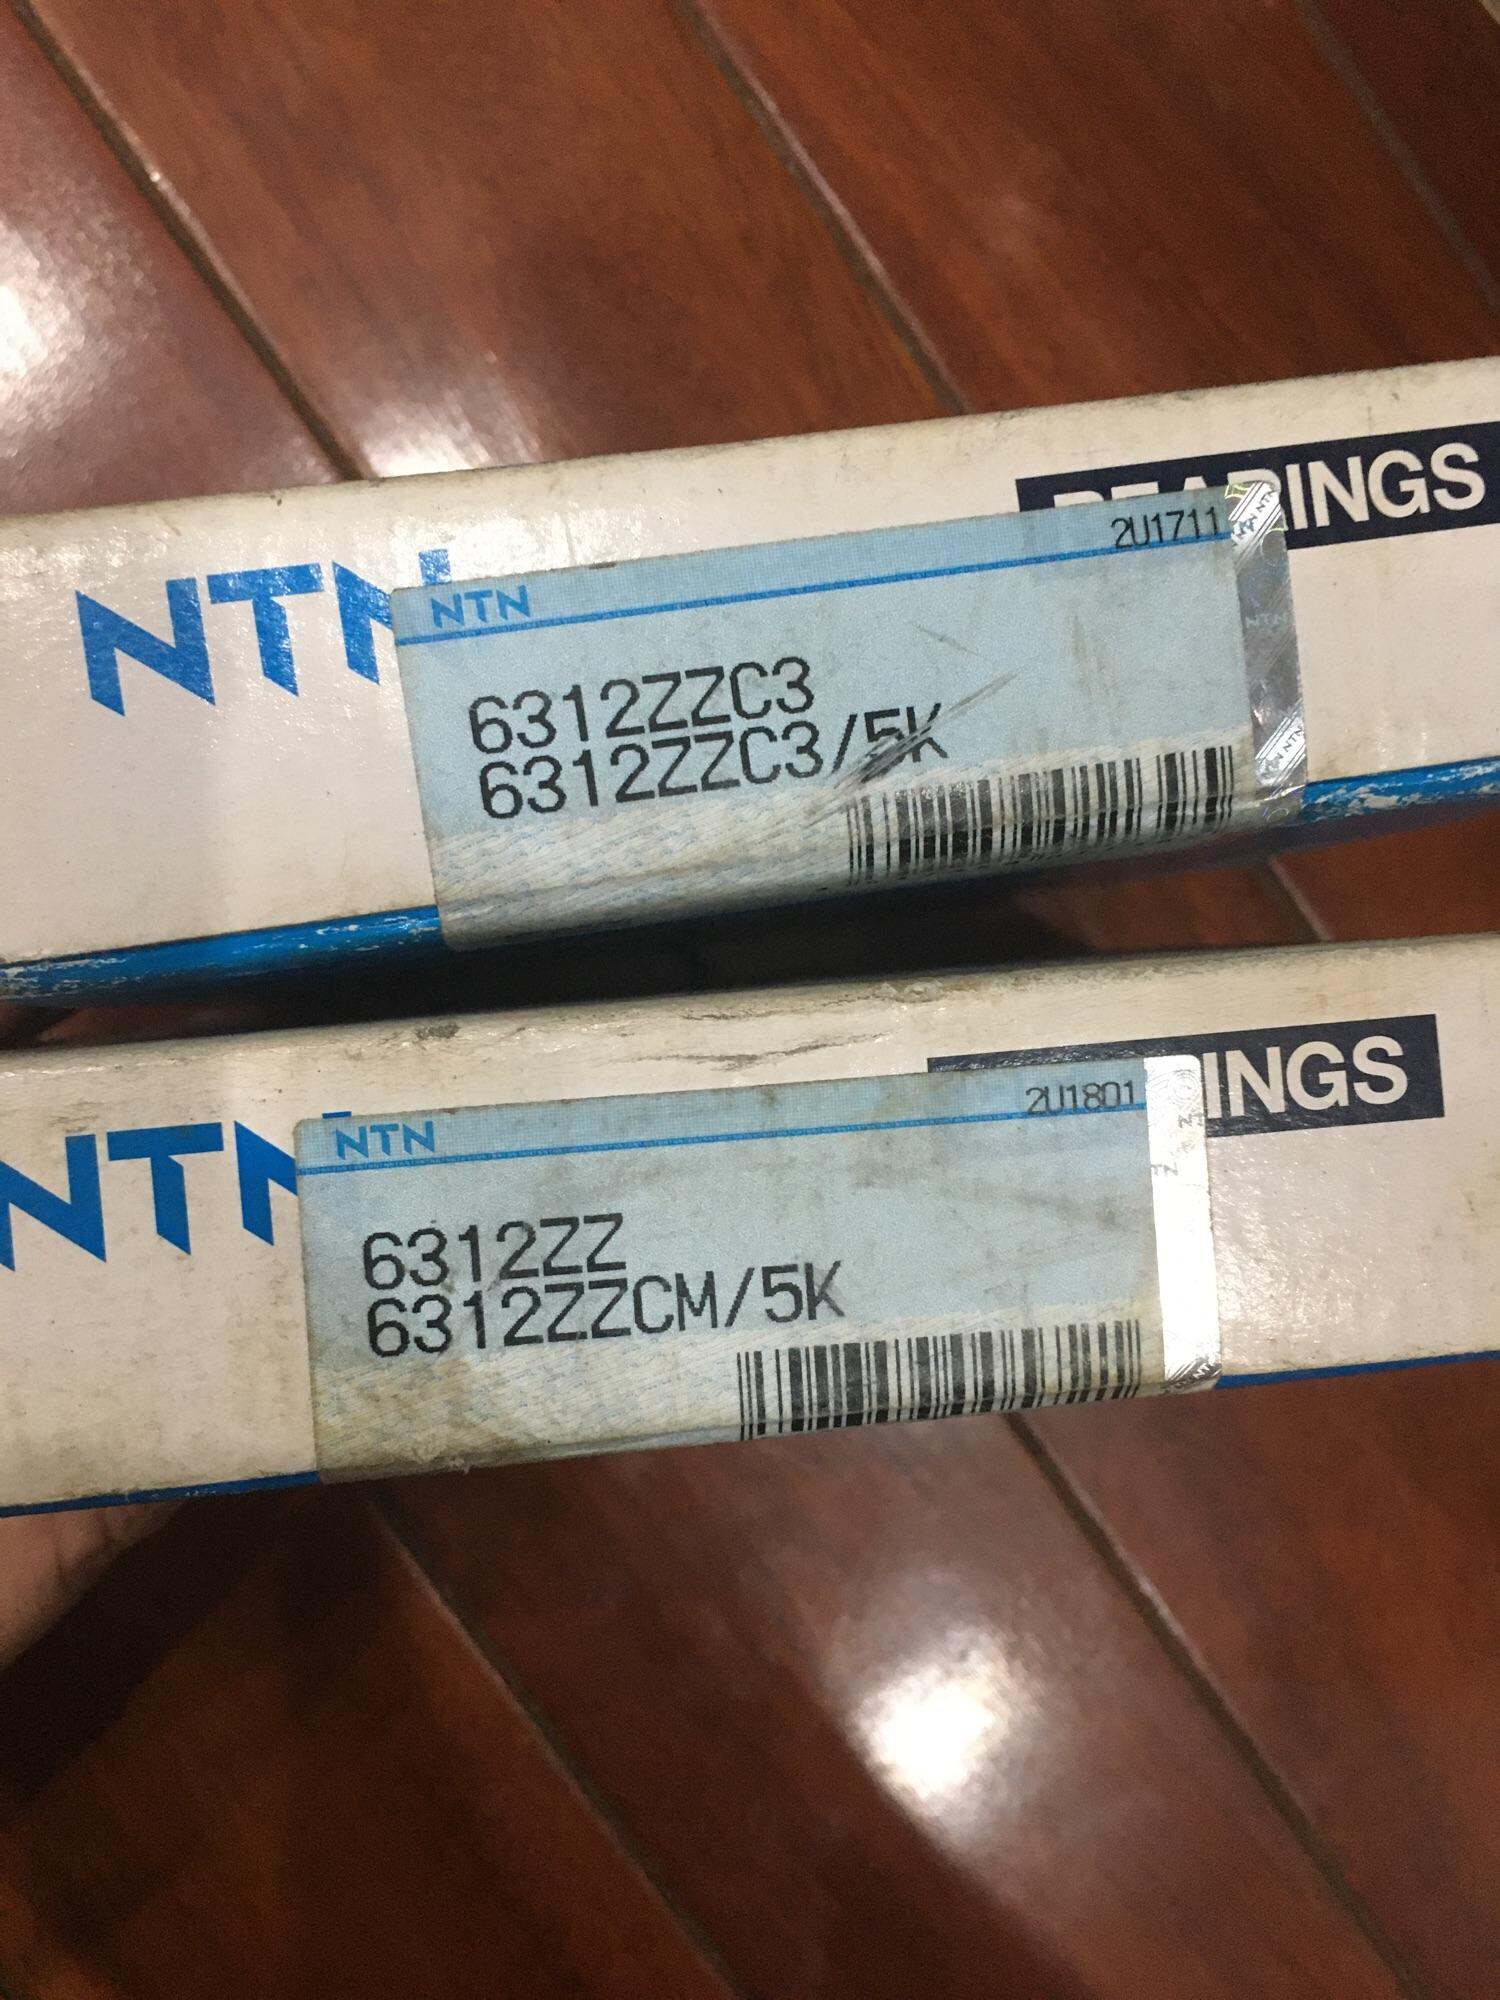 NTN
BEARINGS
2U1711
NTN
6312ZZC3
6312ZZC3/5K
NTN
INGS
2U1801
NTN
6312ZZ
6312ZZCM/5K